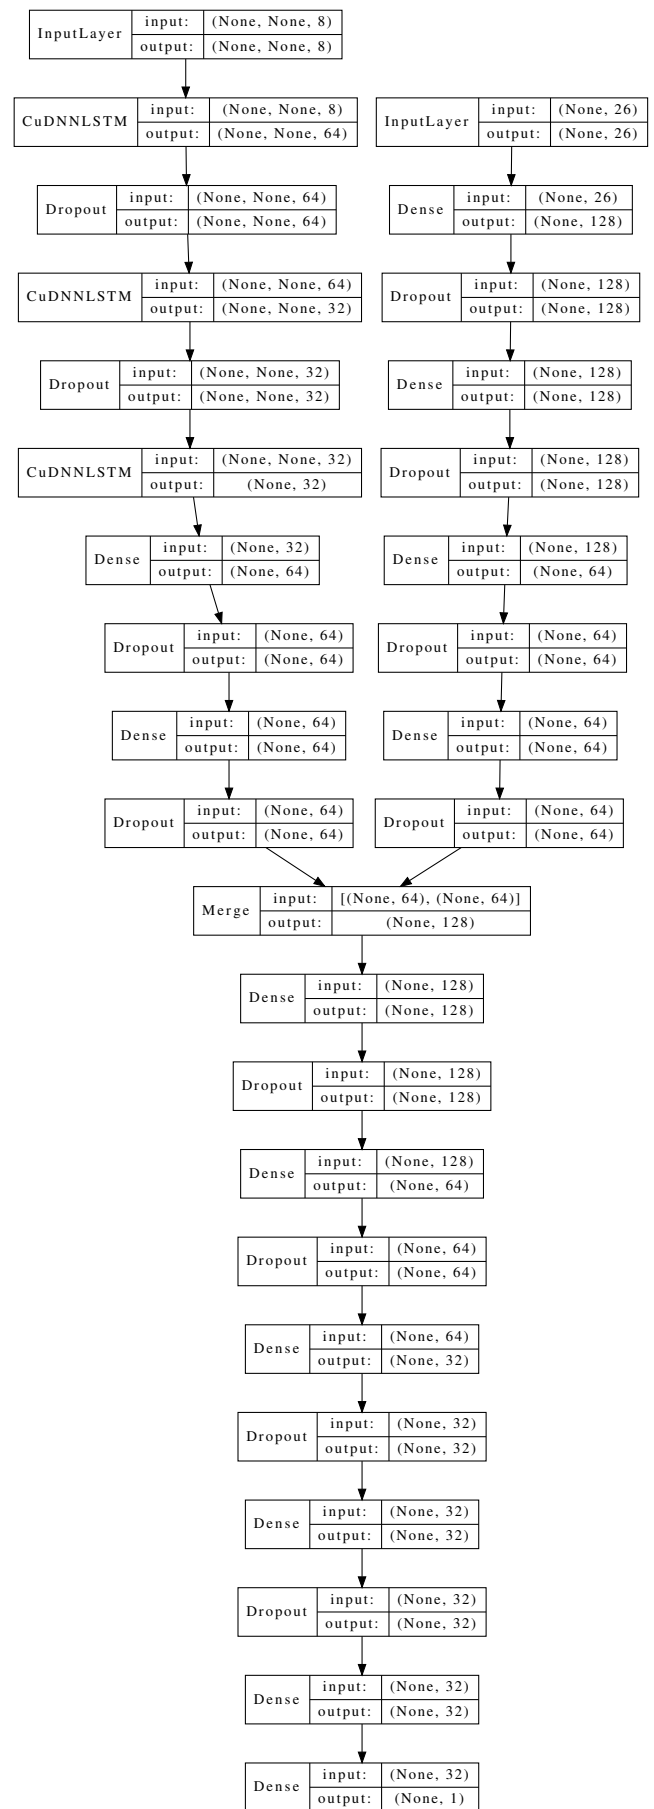 InputLayer
input: (None, None, 8)
output: (None, None, 8)
CuDNNLSTM
input: (None, None, 8)
output: (None, None, 64)
Dropout
input: (None, None, 64)
output: (None, None, 64)
CuDNNLSTM
input: (None, None, 64)
output: (None, None, 32)
Dropout
input: (None, None, 32)
output: (None, None, 32)
CuDNNLSTM
input: (None, None, 32)
output: (None, 32)
Dense
input: (None, 32)
output: (None, 64)
Dropout
input: (None, 64)
output: (None, 64)
Dense
input: (None, 64)
output: (None, 64)
Dropout
input: (None, 64)
output: (None, 64)
InputLayer
input: (None, 26)
output: (None, 26)
Dense
input: (None, 26)
output: (None, 128)
Dropout
input: (None, 128)
output: (None, 128)
Dense
input: (None, 128)
output: (None, 128)
Dropout
input: (None, 128)
output: (None, 128)
Dense
input: (None, 128)
output: (None, 64)
Dropout
input: (None, 64)
output: (None, 64)
Dense
input: (None, 64)
output: (None, 64)
Dropout
input: (None, 64)
output: (None, 64)
Merge
input: [(None, 64), (None, 64)]
output: (None, 128)
Dense
input: (None, 128)
output: (None, 128)
Dropout
input: (None, 128)
output: (None, 128)
Dense
input: (None, 128)
output: (None, 64)
Dropout
input: (None, 64)
output: (None, 64)
Dense
input: (None, 64)
output: (None, 32)
Dropout
input: (None, 32)
output: (None, 32)
Dense
input: (None, 32)
output: (None, 32)
Dropout
input: (None, 32)
output: (None, 32)
Dense
input: (None, 32)
output: (None, 32)
Dense
input: (None, 32)
output: (None, 1)